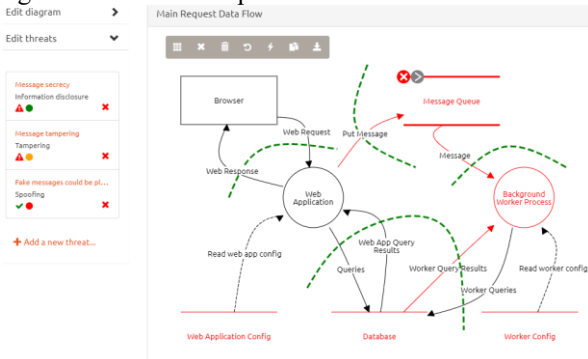 Edit diagram
Main Request Data Flow
Edit threats
Message secrecy
Information disclosure
Message tampering
Tampering
Fake messages could be pl...
Spoofing
+ Add a new threat...
Browser
Message Queue
Web Request
Put Message
Message
Web Response
Web
Application
Background
Worker Process
Web App Query
Results
Read web app config
Queries
Worker Query Results
Read worker config
Worker Queries
Web Application Config
Database
Worker Config